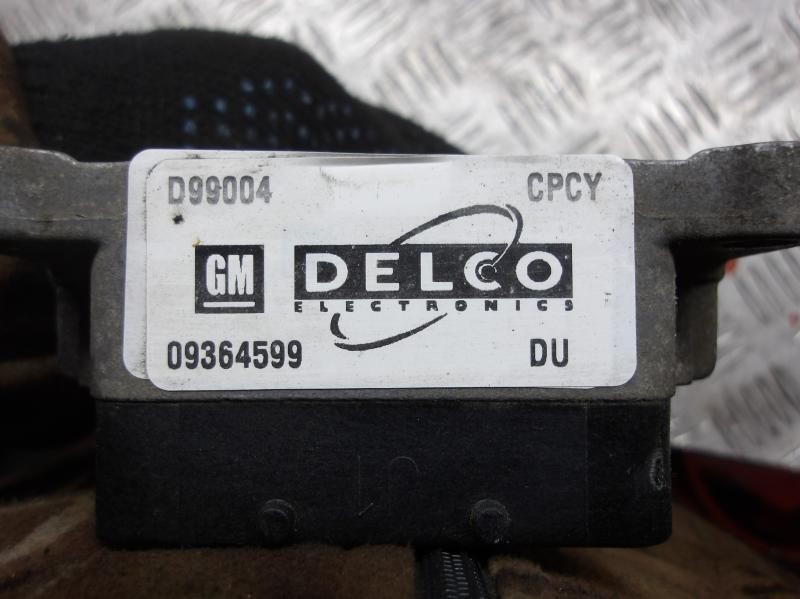 D99004 CPCY
GM DELCO
ELECTRONICS
09364599 DU